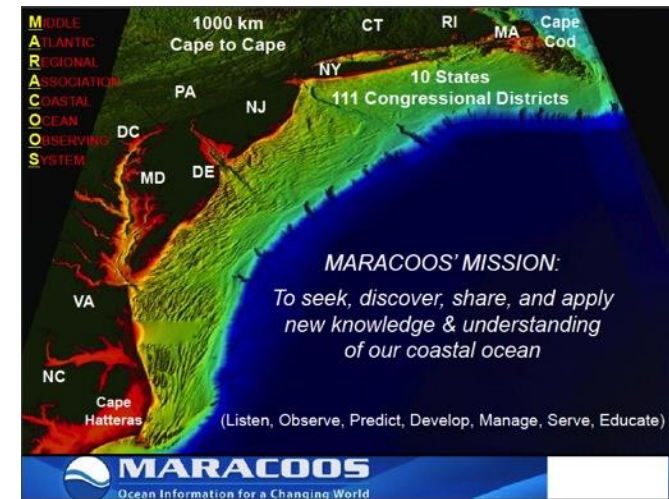 MIDDLE
ATLANTIC
REGIONAL
ASSOCIATION
COASTAL
OCEAN
OBSERVING
SYSTEM
1000 km
Cape to Cape
CT
RI
MA
Cape
Cod
NY
10 States
111 Congressional Districts
PA
NJ
DC
MD
DE
VA
NC
Cape
Hatteras
MARACOOS' MISSION:
To seek, discover, share, and apply
new knowledge & understanding
of our coastal ocean
(Listen, Observe, Predict, Develop, Manage, Serve, Educate)
MARACOOS
Ocean Information for a Changing World